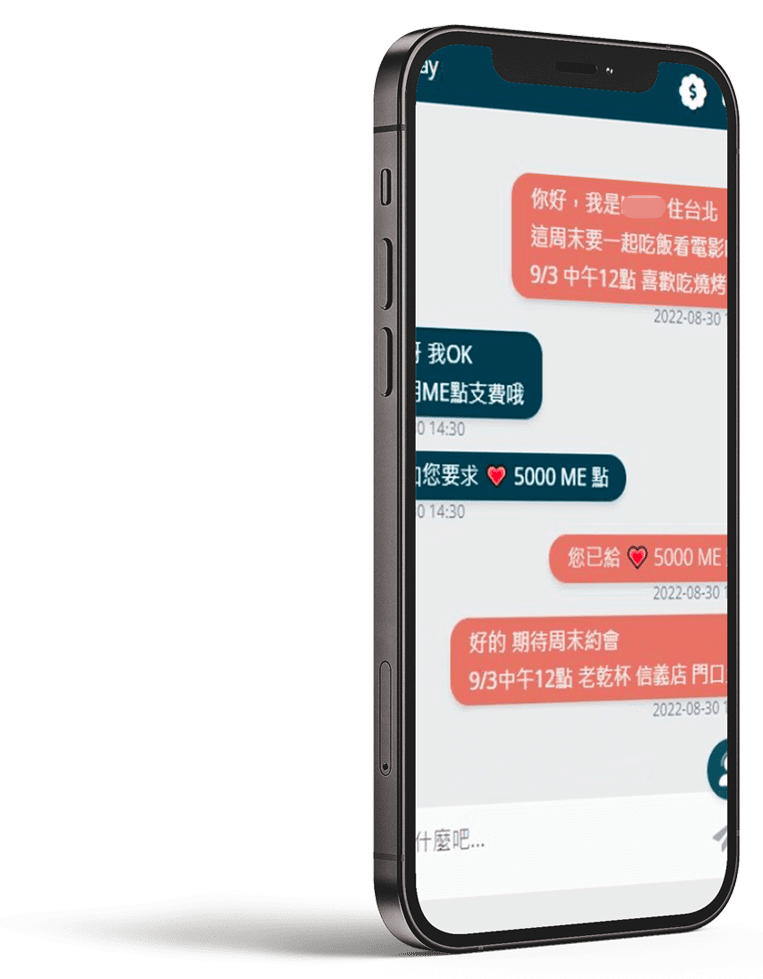 ay
$
你好，我是 住台北
這周末要一起吃飯看電影
9/3 中午12點 喜歡吃燒烤
2022-08-30
我OK
ME點支費哦
0 14:30
您要求 5000 ME 點
0 14:30
您已給 5000 ME
2022-08-30
好的 期待周末約會
9/3中午12點 老乾杯 信義店 門口
2022-08-30
什麼吧...